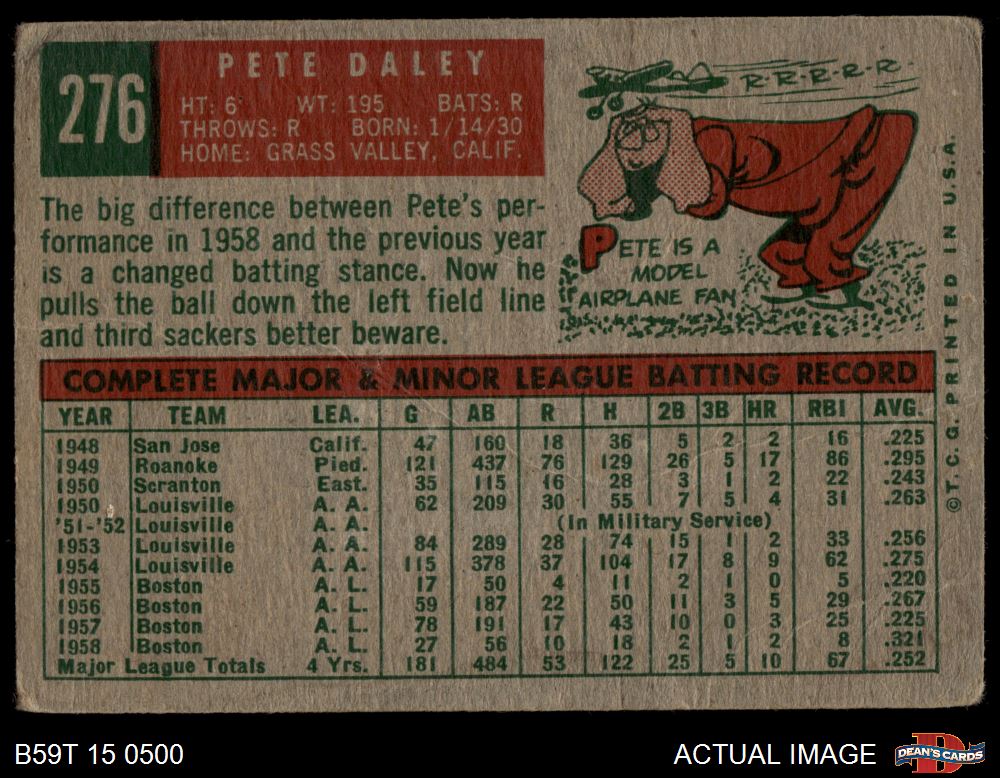 276
PETE DALEY
HT: 6' WT: 195 BATS: R
THROWS: R BORN: 1/14/30
HOME: GRASS VALLEY, CALIF.
The big difference between Pete's per-
formance in 1958 and the previous year
is a changed batting stance. Now he
pulls the ball down the left field line
and third sackers better beware.
R-R-R-R-R-
PETE IS A
MODEL
AIRPLANE FAN
© T. C. G. PRINTED IN U.S.A.
COMPLETE MAJOR & MINOR LEAGUE BATTING RECORD
YEAR TEAM LEA. G AB R H 2B 3B HR RBI AVG.
1948 San Jose Calif. 47 160 18 36 5 2 2 16 .225
1949 Roanoke Pied. 121 437 76 129 26 5 17 86 .295
1950 Scranton East. 35 115 16 28 3 1 2 22 .243
1950 Louisville A. A. 62 209 30 55 7 5 4 31 .263
'51-'52 Louisville A. A. (In Military Service)
1953 Louisville A. A. 84 289 28 74 15 1 2 33 .256
1954 Louisville A. A. 115 378 37 104 17 8 9 62 .275
1955 Boston A. L. 17 50 4 11 2 1 0 5 .220
1956 Boston A. L. 59 187 22 50 11 3 5 29 .267
1957 Boston A. L. 78 191 17 43 10 0 3 25 .225
1958 Boston A. L. 27 56 10 18 2 1 2 8 .321
Major League Totals 4 Yrs. 181 484 53 122 25 5 10 67 .252
B59T 15 0500
ACTUAL IMAGE
DEAN'S CARDS